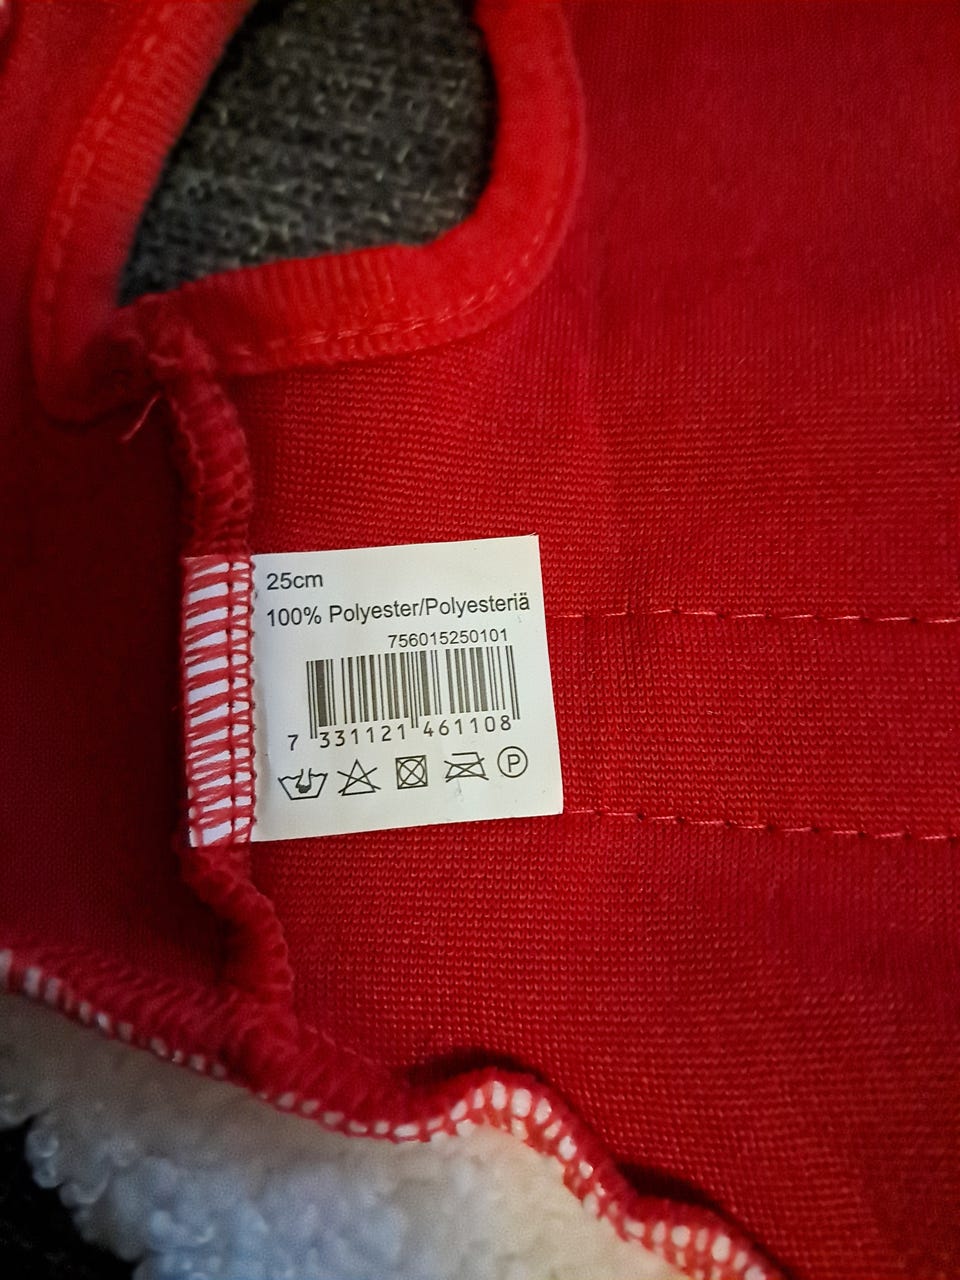 25cm
100% Polyester/Polyesteriä
756015250101
7 331121 461108
P